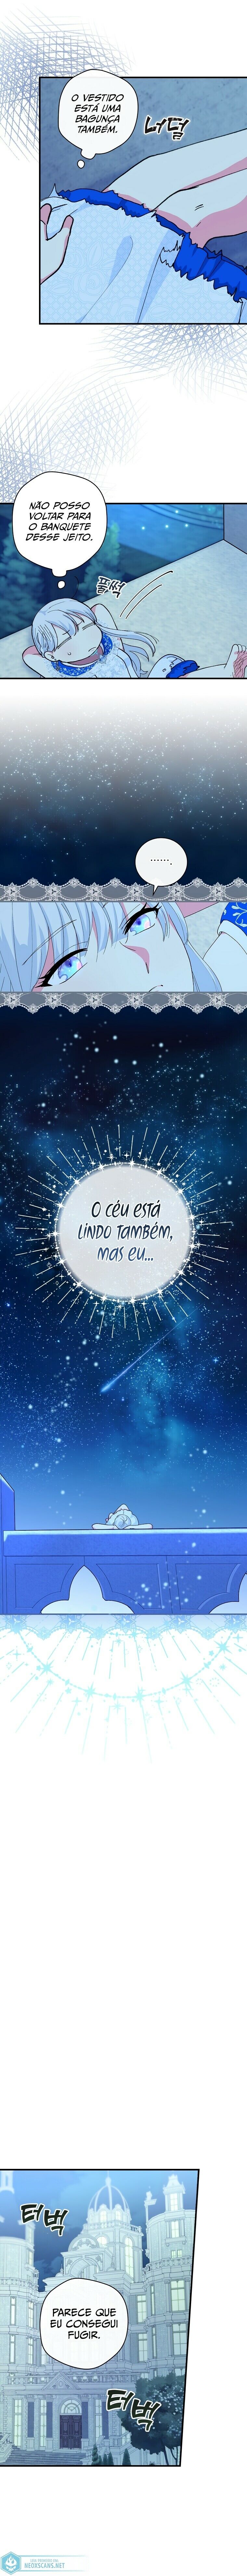 O VESTIDO
ESTÁ UMA
BAGUNÇA
TAMBÉM.
너덜
NÃO POSSO
VOLTAR PARA
O BANQUETE
DESSE JEITO.
풀썩
.......
O CÉU ESTÁ
LINDO TAMBÉM,
MAS EU...
터벅
PARECE QUE
EU CONSEGUI
FUGIR.
터벅
NEOXSCANS.NET